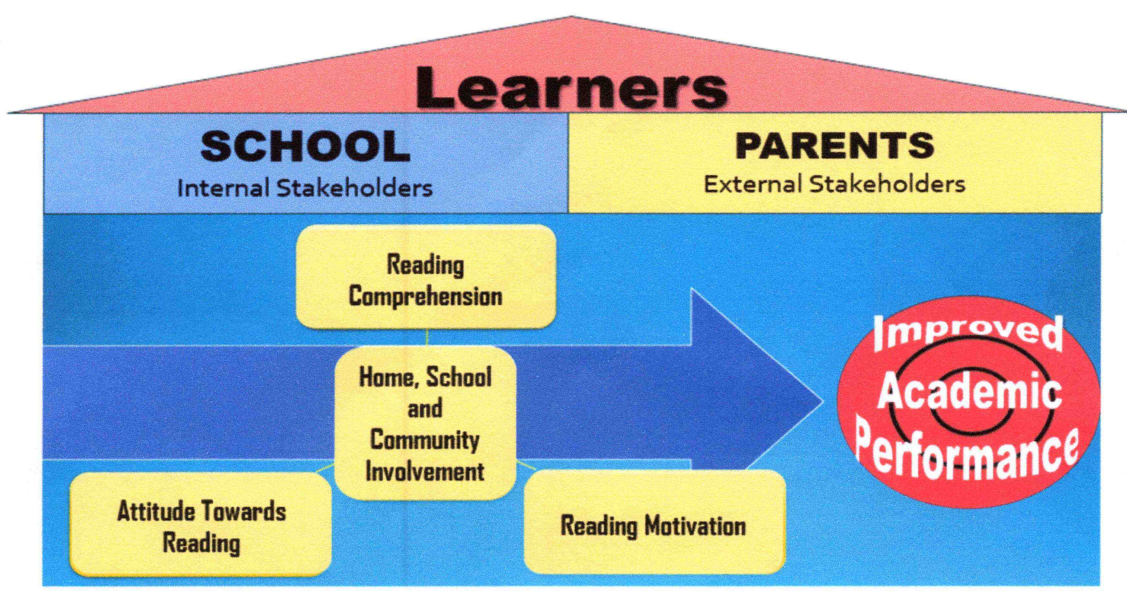 Learners
SCHOOL
Internal Stakeholders
PARENTS
External Stakeholders
Reading
Comprehension
Home, School
and
Community
Involvement
Attitude Towards
Reading
Reading Motivation
Improved
Academic
Performance